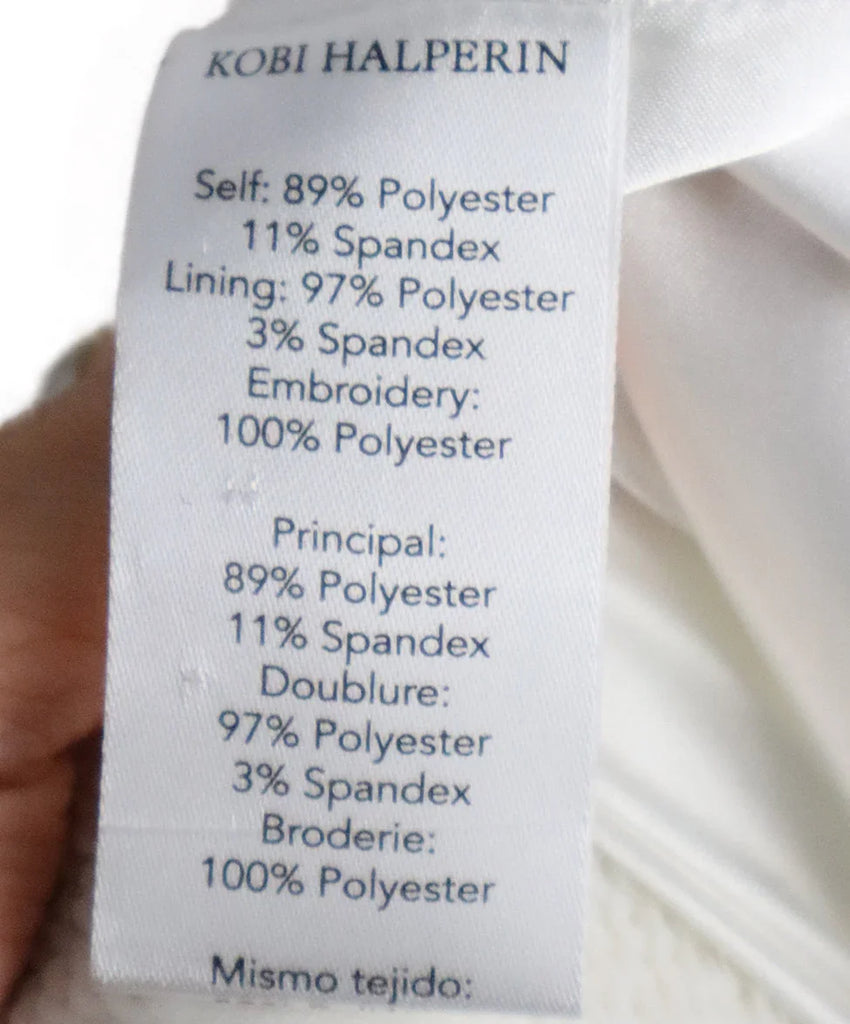 KOBI HALPERIN
Self: 89% Polyester
11% Spandex
Lining: 97% Polyester
3% Spandex
Embroidery:
100% Polyester
Principal:
89% Polyester
11% Spandex
Doublure:
97% Polyester
3% Spandex
Broderie:
100% Polyester
Mismo tejido: